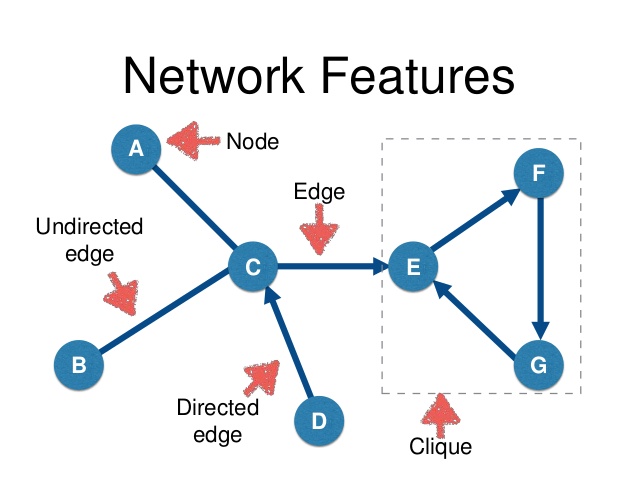 Network Features
A
Node
F
Edge
Undirected
edge
C
E
B
G
Directed
edge
D
Clique